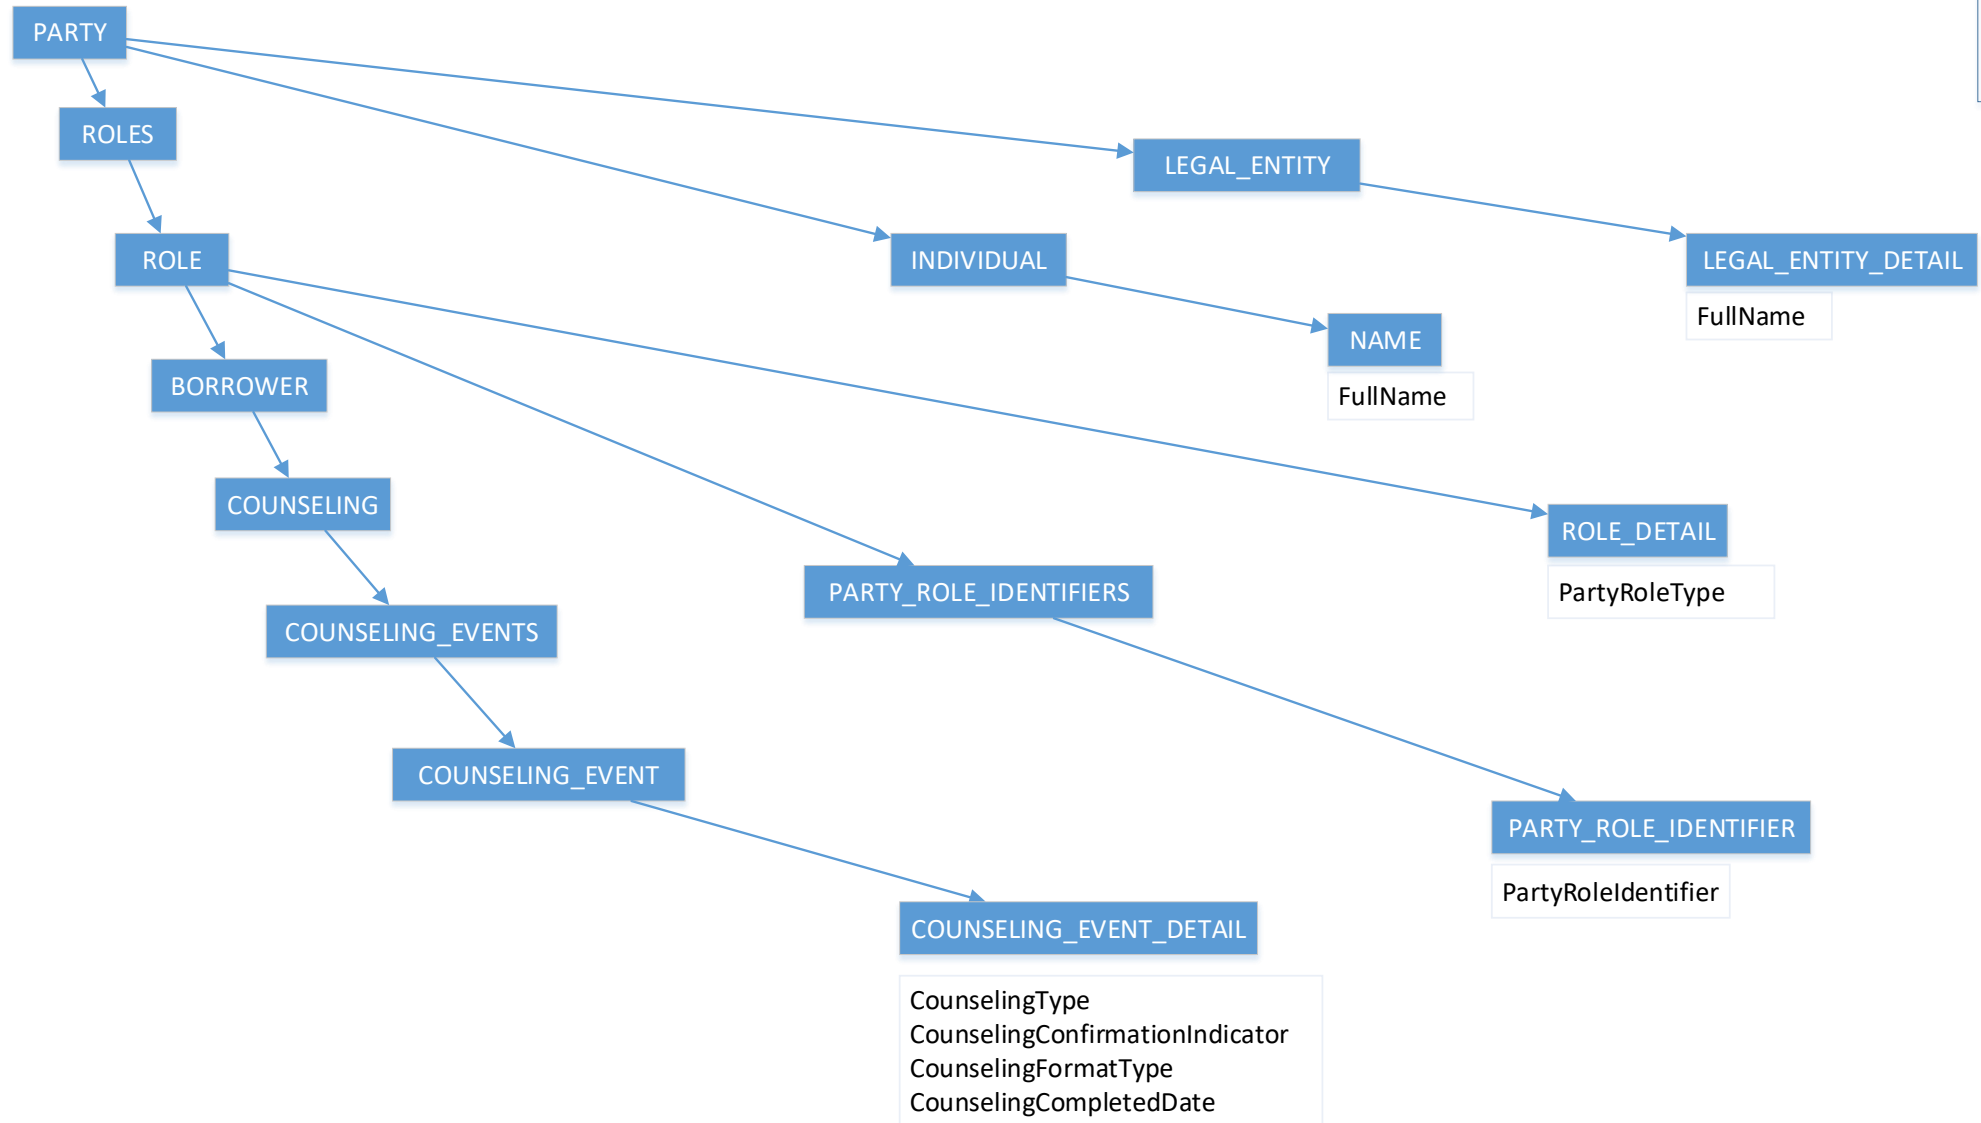 PARTY
ROLES
LEGAL_ENTITY
ROLE
INDIVIDUAL
LEGAL_ENTITY_DETAIL
FullName
NAME
FullName
BORROWER
COUNSELING
ROLE_DETAIL
PartyRoleType
PARTY_ROLE_IDENTIFIERS
COUNSELING_EVENTS
COUNSELING_EVENT
PARTY_ROLE_IDENTIFIER
PartyRoleIdentifier
COUNSELING_EVENT_DETAIL
CounselingType
CounselingConfirmationIndicator
CounselingFormatType
CounselingCompletedDate